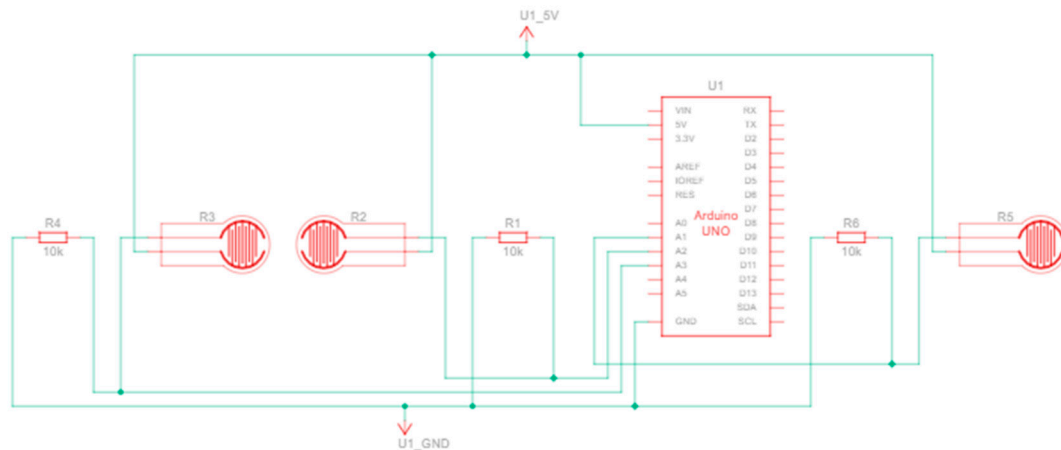 U1_5V
U1
VIN RX
5V TX
3.3V D2
D3
AREF D4
IOREF D5
RES D6
D7
A0 D8
A1 D9
A2 D10
A3 D11
A4 D12
A5 D13
SDA
GND SCL
Arduino
UNO
R4
10k
R3
R2
R1
10k
R6
10k
R5
U1_GND